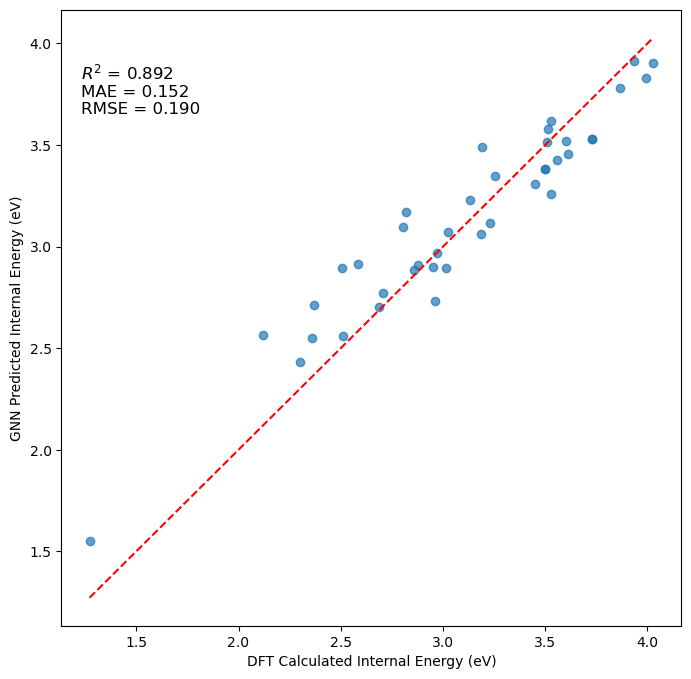 R² = 0.892
MAE = 0.152
RMSE = 0.190
GNN Predicted Internal Energy (eV)
4.0
3.5
3.0
2.5
2.0
1.5
1.5 2.0 2.5 3.0 3.5 4.0
DFT Calculated Internal Energy (eV)